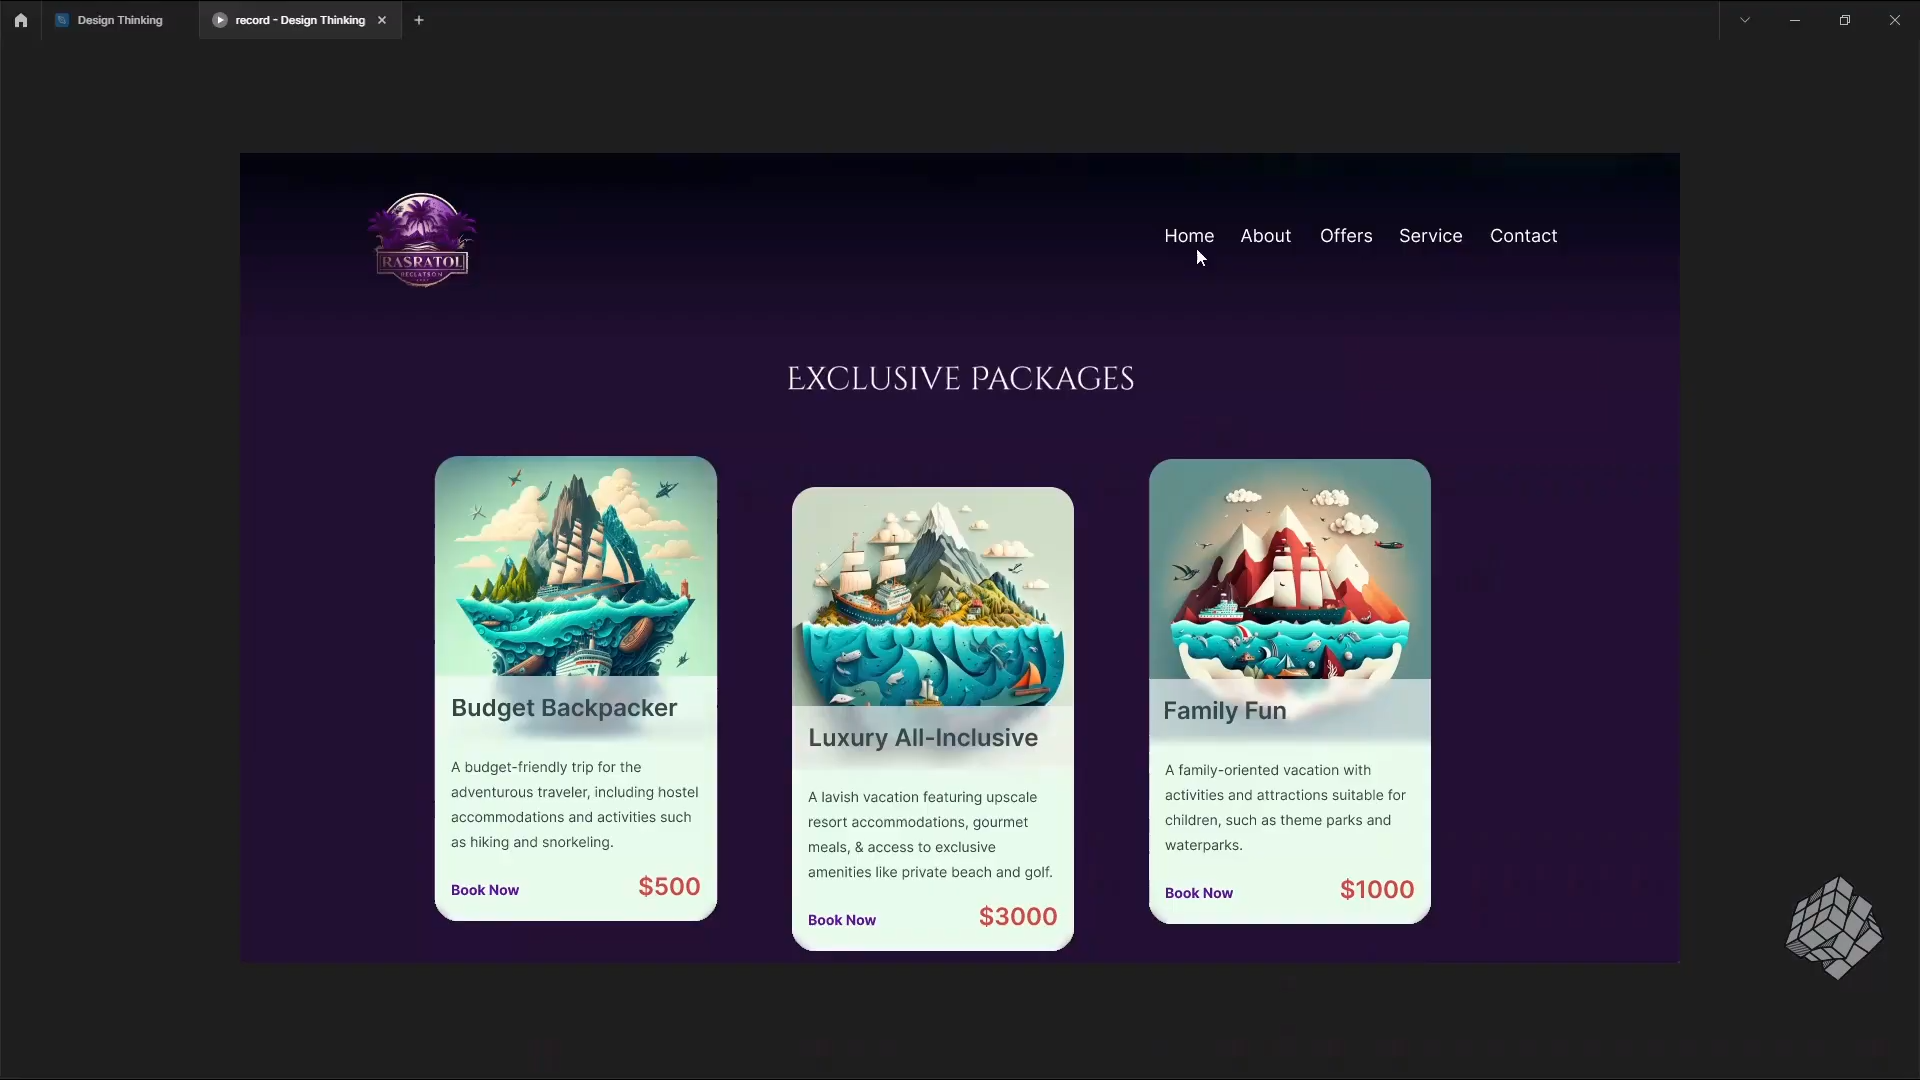 Design Thinking
record - Design Thinking
RASRATOL
Home
About
Offers
Service
Contact
EXCLUSIVE PACKAGES
Budget Backpacker
A budget-friendly trip for the
adventurous traveler, including hostel
accommodations and activities such
as hiking and snorkeling.
Book Now
$500
Luxury All-Inclusive
A lavish vacation featuring upscale
resort accommodations, gourmet
meals, & access to exclusive
amenities like private beach and golf.
Book Now
$3000
Family Fun
A family-oriented vacation with
activities and attractions suitable for
children, such as theme parks and
waterparks.
Book Now
$1000